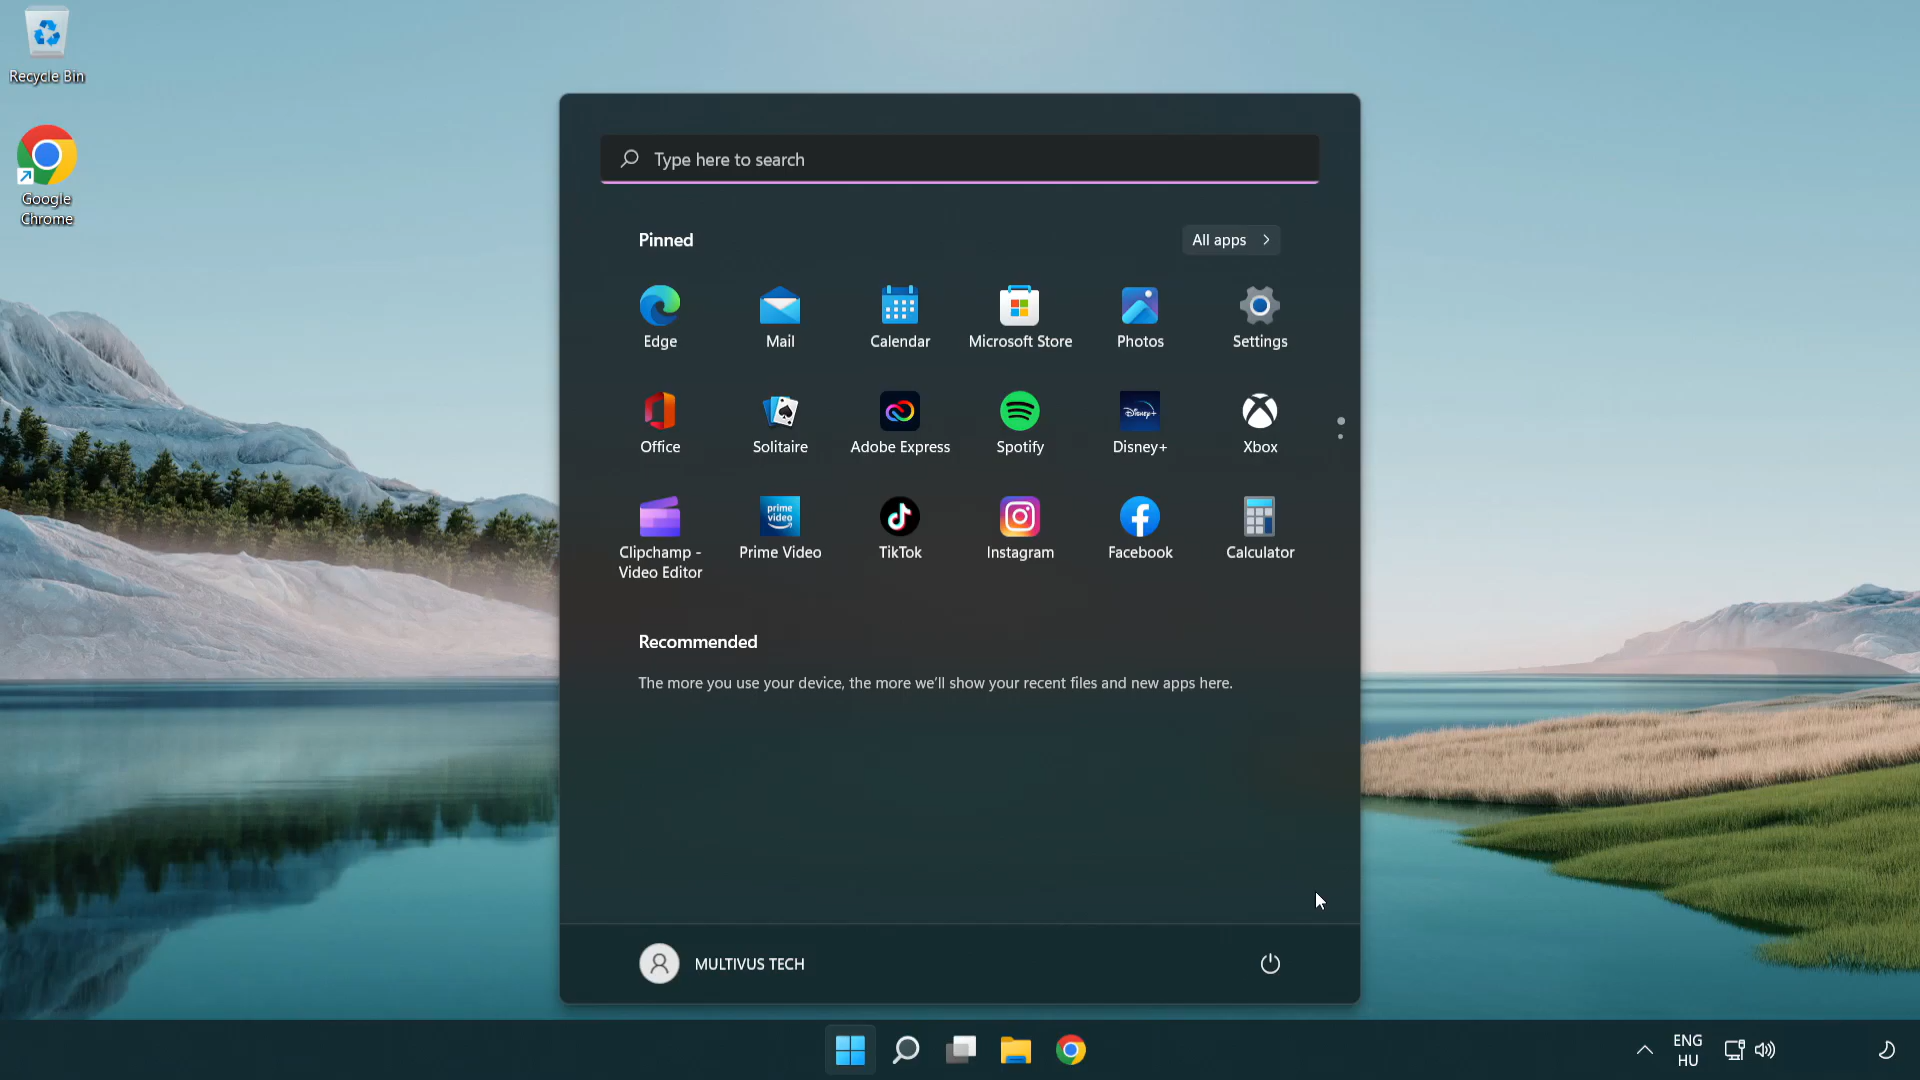 Recycle Bin
Google
Chrome
Type here to search
Pinned
All apps
Edge
Mail
Calendar
Microsoft Store
Photos
Settings
Office
Solitaire
Adobe Express
Spotify
Disney+
Disney+
Xbox
prime
video
Clipchamp -
Video Editor
Prime Video
TikTok
Instagram
Facebook
Calculator
Recommended
The more you use your device, the more we'll show your recent files and new apps here.
MULTIVUS TECH
ENG
HU